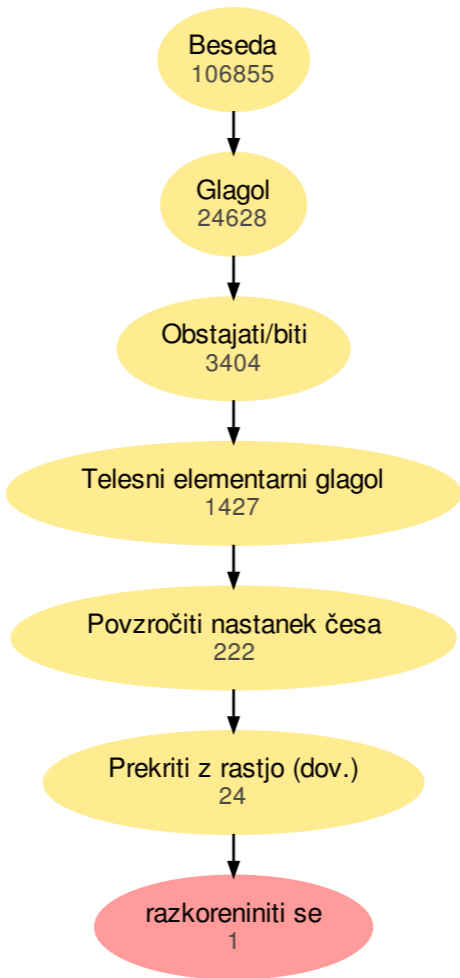 Beseda
106855
Glagol
24628
Obstajati/biti
3404
Telesni elementarni glagol
1427
Povzročiti nastanek česa
222
Prekriti z rastjo (dov.)
24
razkoreniniti se
1